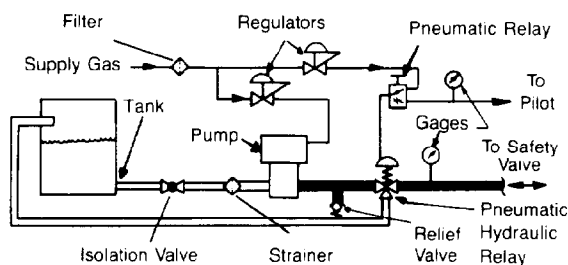 Filter
Regulators
Pneumatic Relay
Supply Gas
To
Pilot
Tank
Gages
Pump
To Safety
Valve
Isolation Valve
Strainer
Relief
Valve
Pneumatic
Hydraulic
Relay